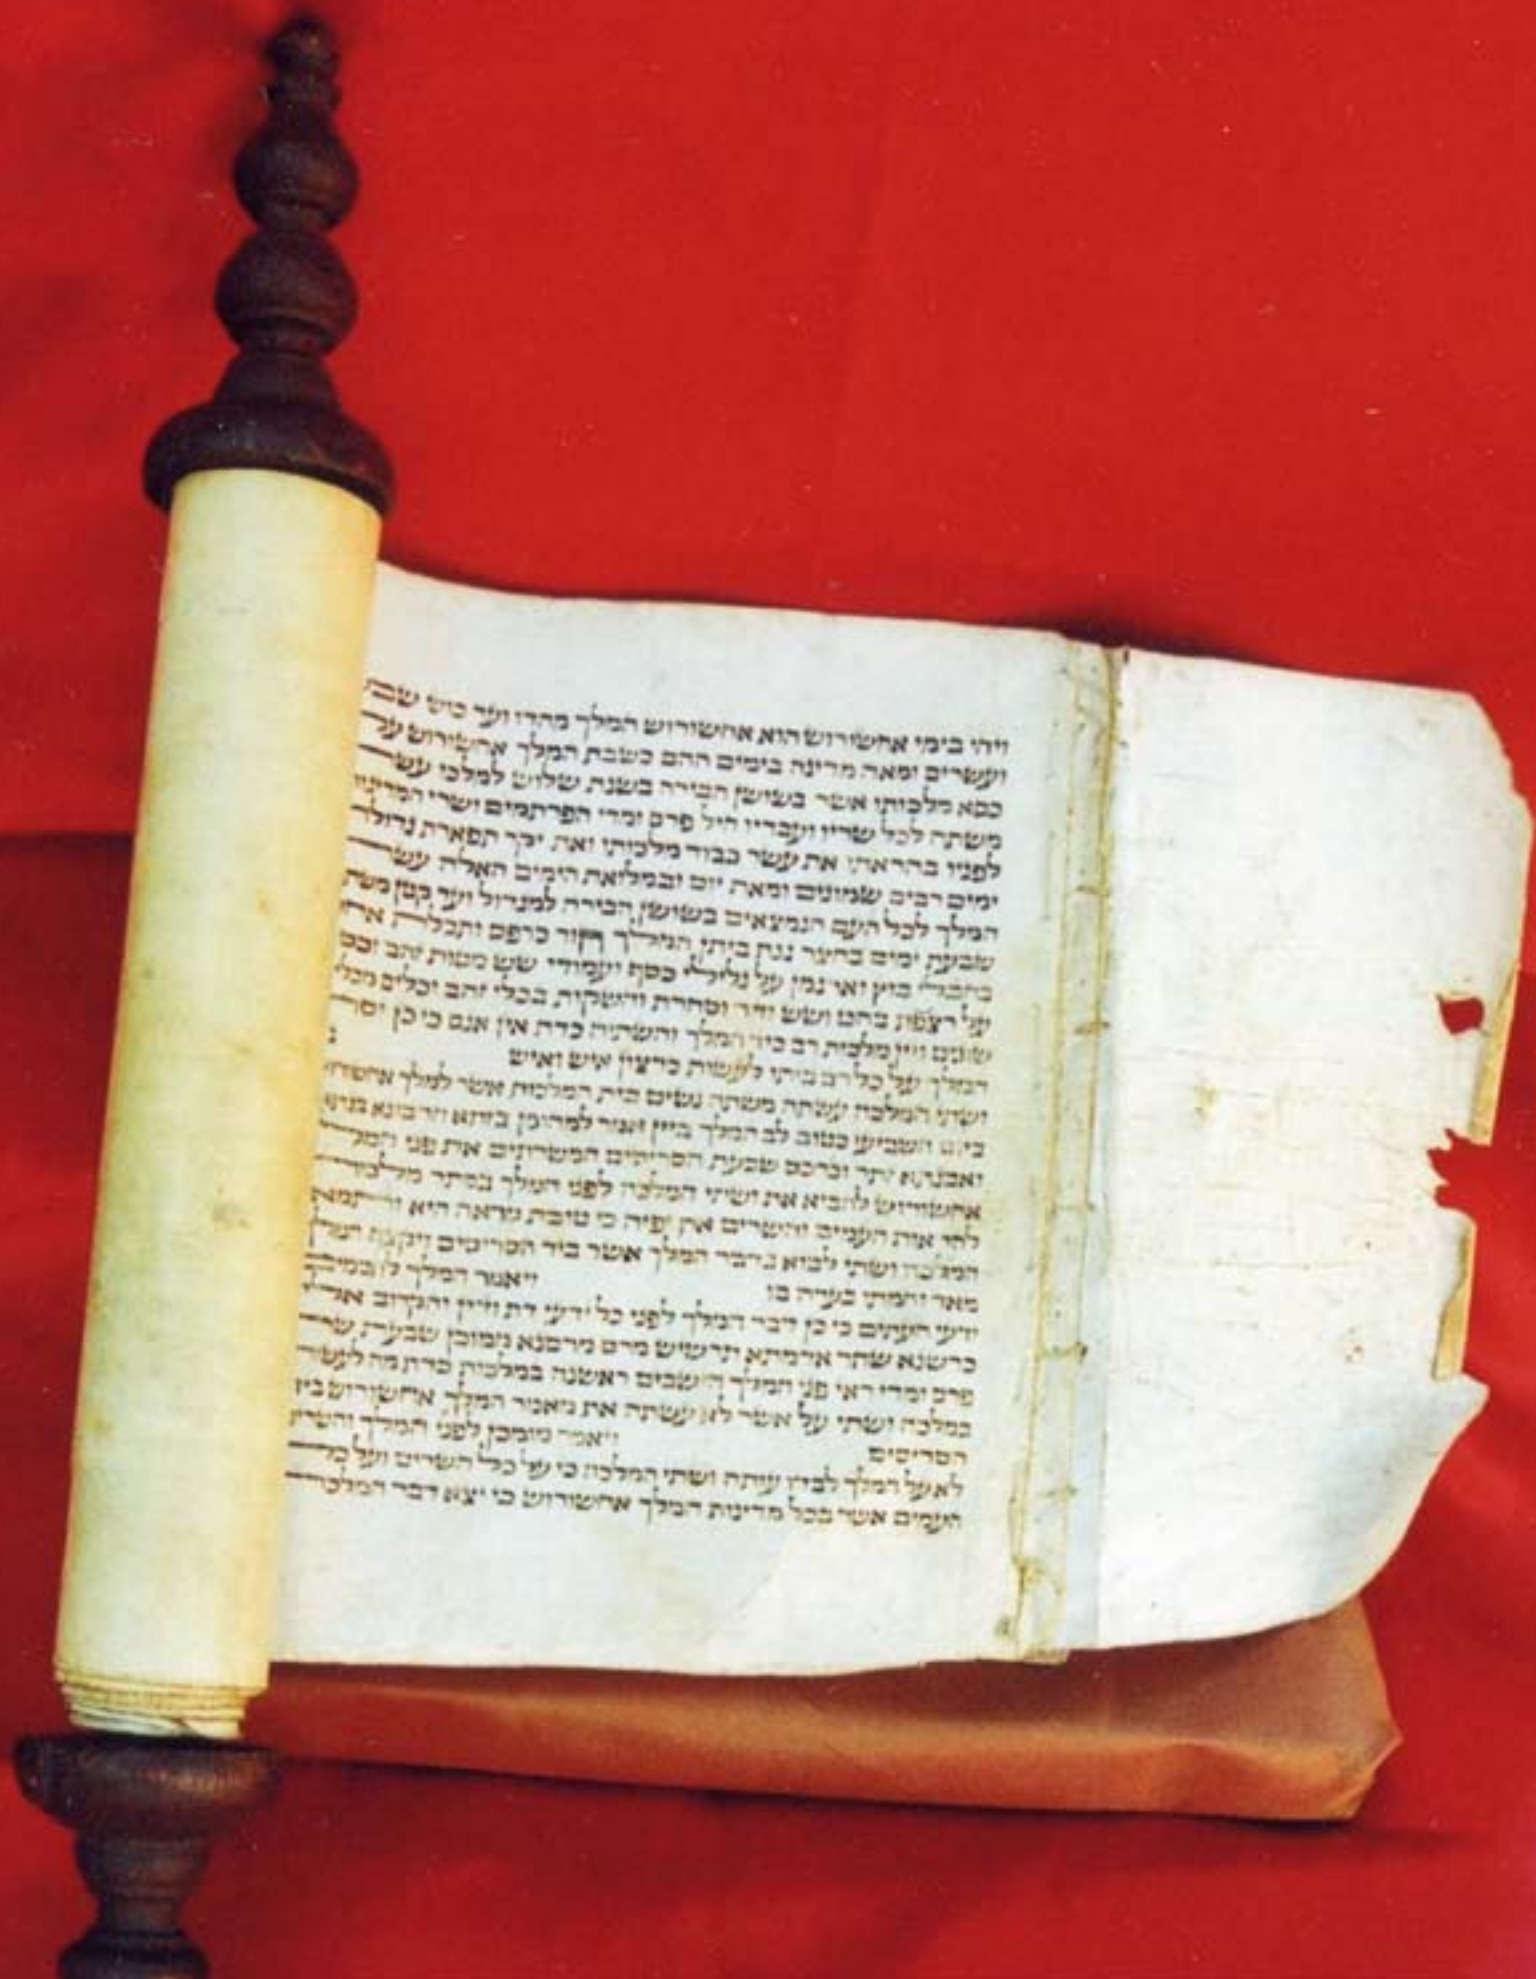 ויהי בימי אחשורוש הוא אחשורוש המלך מהדו ועד כוש שבע
ועשרים ומאה מדינה בימים ההם כשבת המלך אחשורוש על
כסא מלכותו אשר בשושן הבירה בשנת שלוש למלכו עשה
משתה לכל שריו ועבדיו חיל פרס ומדי הפרתמים ושרי
לפניו בהראתו את עשר כבוד מלכותו ואת יקר תפארת
ימים רבים שמונים ומאת יום ובמלואת הימים האלה עשה
המלך לכל העם הנמצאים בשושן הבירה למגדול ועד קטן
שבעת ימים בחצר גנת ביתן המלך חור כרפס ותכלת
בחבלי בוץ וארגמן על גלילי כסף ועמודי שש מטות זהב
על רצפת בהט ושש ודר וסחרת והשקות בכלי זהב וכלים
שונים ויין מלכות רב כיד המלך והשתיה כדת אין אנס כי כן יסד
המלך על כל רב ביתו לעשות כרצון איש ואיש
ושתי המלכה עשתה משתה נשים בית המלכות אשר למלך
ביום השביעי כטוב לב המלך ביין אמר למהומן בזתא חרבונא
ואבגתא זתר וכרכס שבעת הסריסים המשרתים את פני המלך
אחשורוש להביא את ושתי המלכה לפני המלך בכתר מלכות
להראות העמים והשרים את יפיה כי טובת מראה היא ותמאן
המלכה ושתי לבוא בדבר המלך אשר ביד הסריסים ויקצף המלך
מאד וחמתו בערה בו ויאמר המלך
ידעי העתים כי כן דבר המלך לפני כל ידעי דת ודין
כרשנא שתר אדמתא תרשיש מרס מרסנא ממוכן שבעת שרי
פרס ומדי ראי פני המלך הישבים ראשנה במלכות כדת מה
במלכה ושתי על אשר לא עשתה את מאמר המלך אחשורוש
הסריסים ויאמר מומכן לפני המלך
לא על המלך לבדו עותה ושתי המלכה כי על כל השרים ועל כל
העמים אשר בכל מדינות המלך אחשורוש כי יצא דבר המלכה